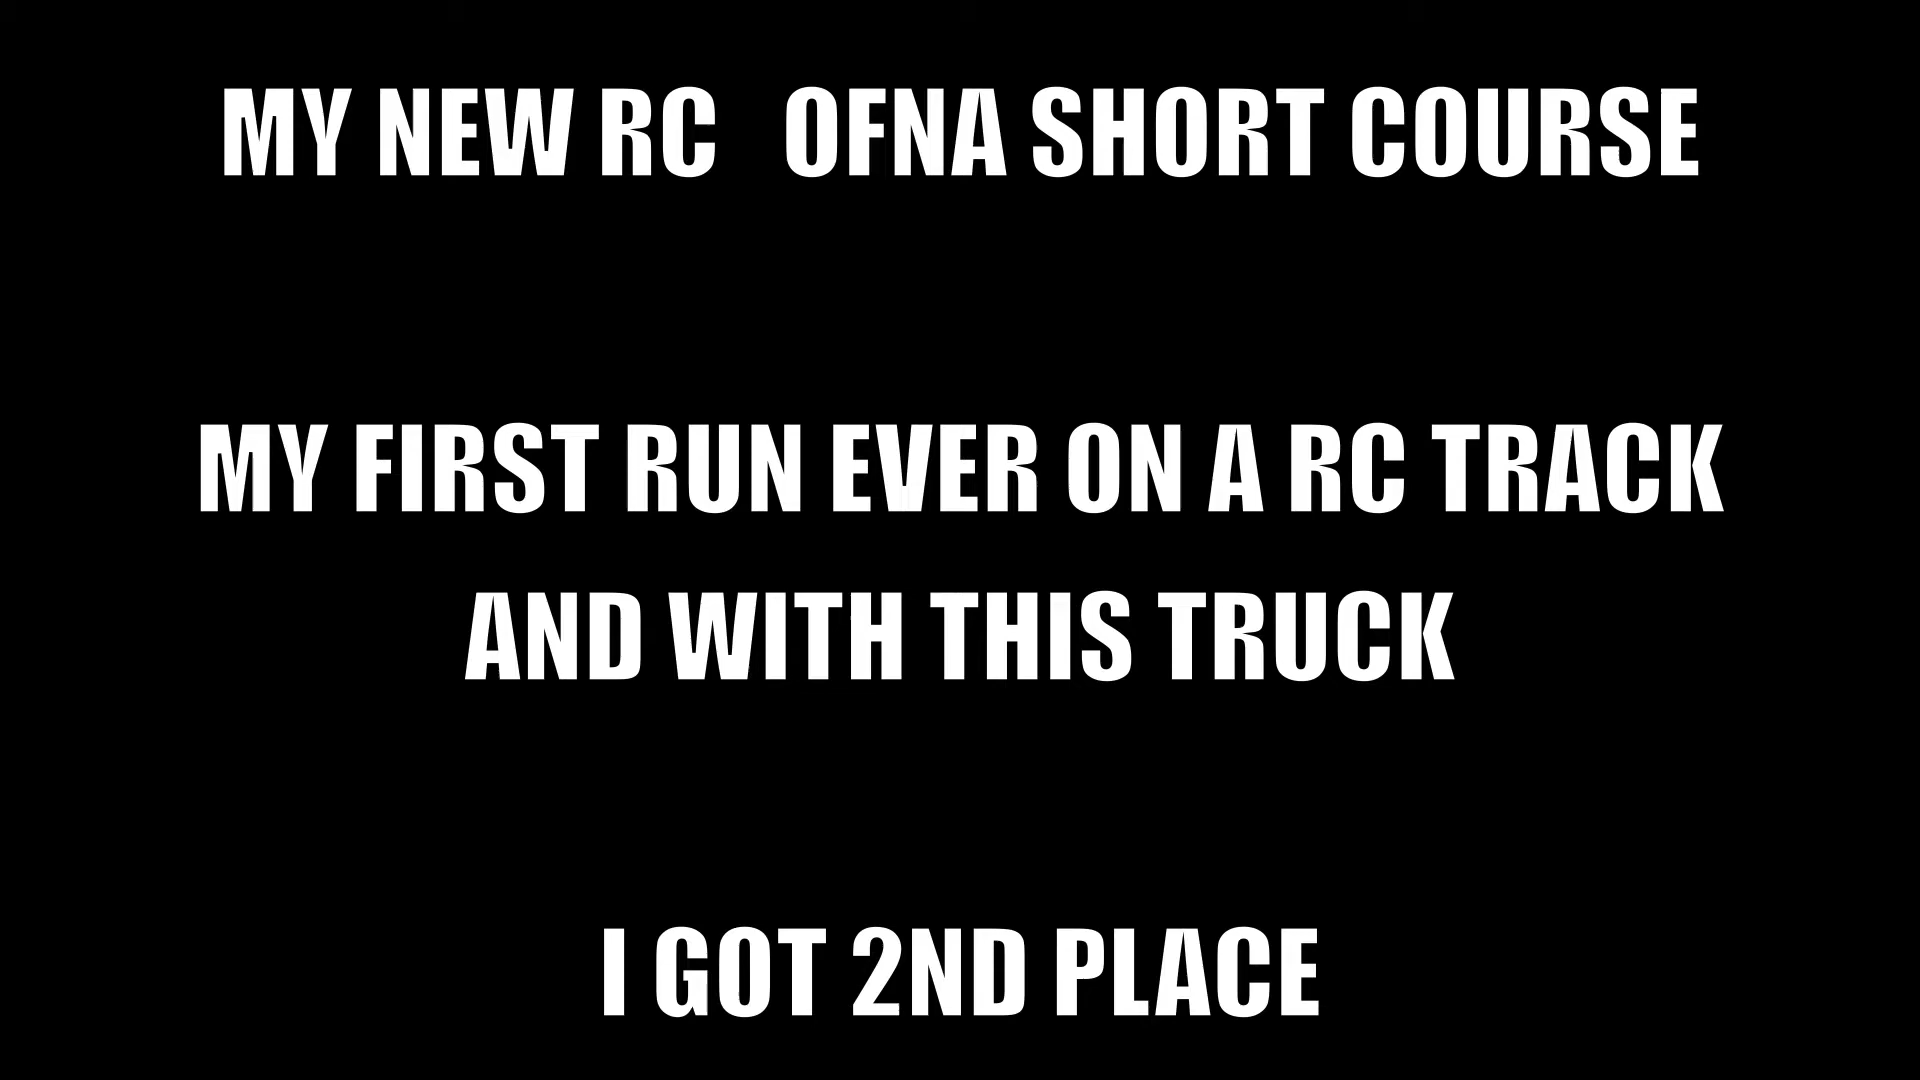 MY NEW RC   OFNA SHORT COURSE
MY FIRST RUN EVER ON A RC TRACK
AND WITH THIS TRUCK
I GOT 2ND PLACE